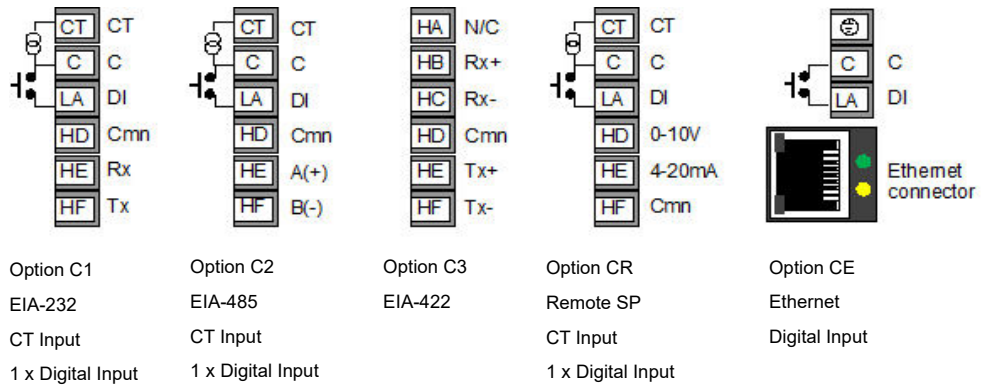 CT CT
C C
LA DI
HD Cmn
HE Rx
HF Tx
Option C1
EIA-232
CT Input
1 x Digital Input
CT CT
C C
LA DI
HD Cmn
HE A(+)
HF B(-)
Option C2
EIA-485
CT Input
1 x Digital Input
HA N/C
HB Rx+
HC Rx-
HD Cmn
HE Tx+
HF Tx-
Option C3
EIA-422
CT CT
C C
LA DI
HD 0-10V
HE 4-20mA
HF Cmn
Option CR
Remote SP
CT Input
1 x Digital Input
C C
LA DI
Ethernet
connector
Option CE
Ethernet
Digital Input